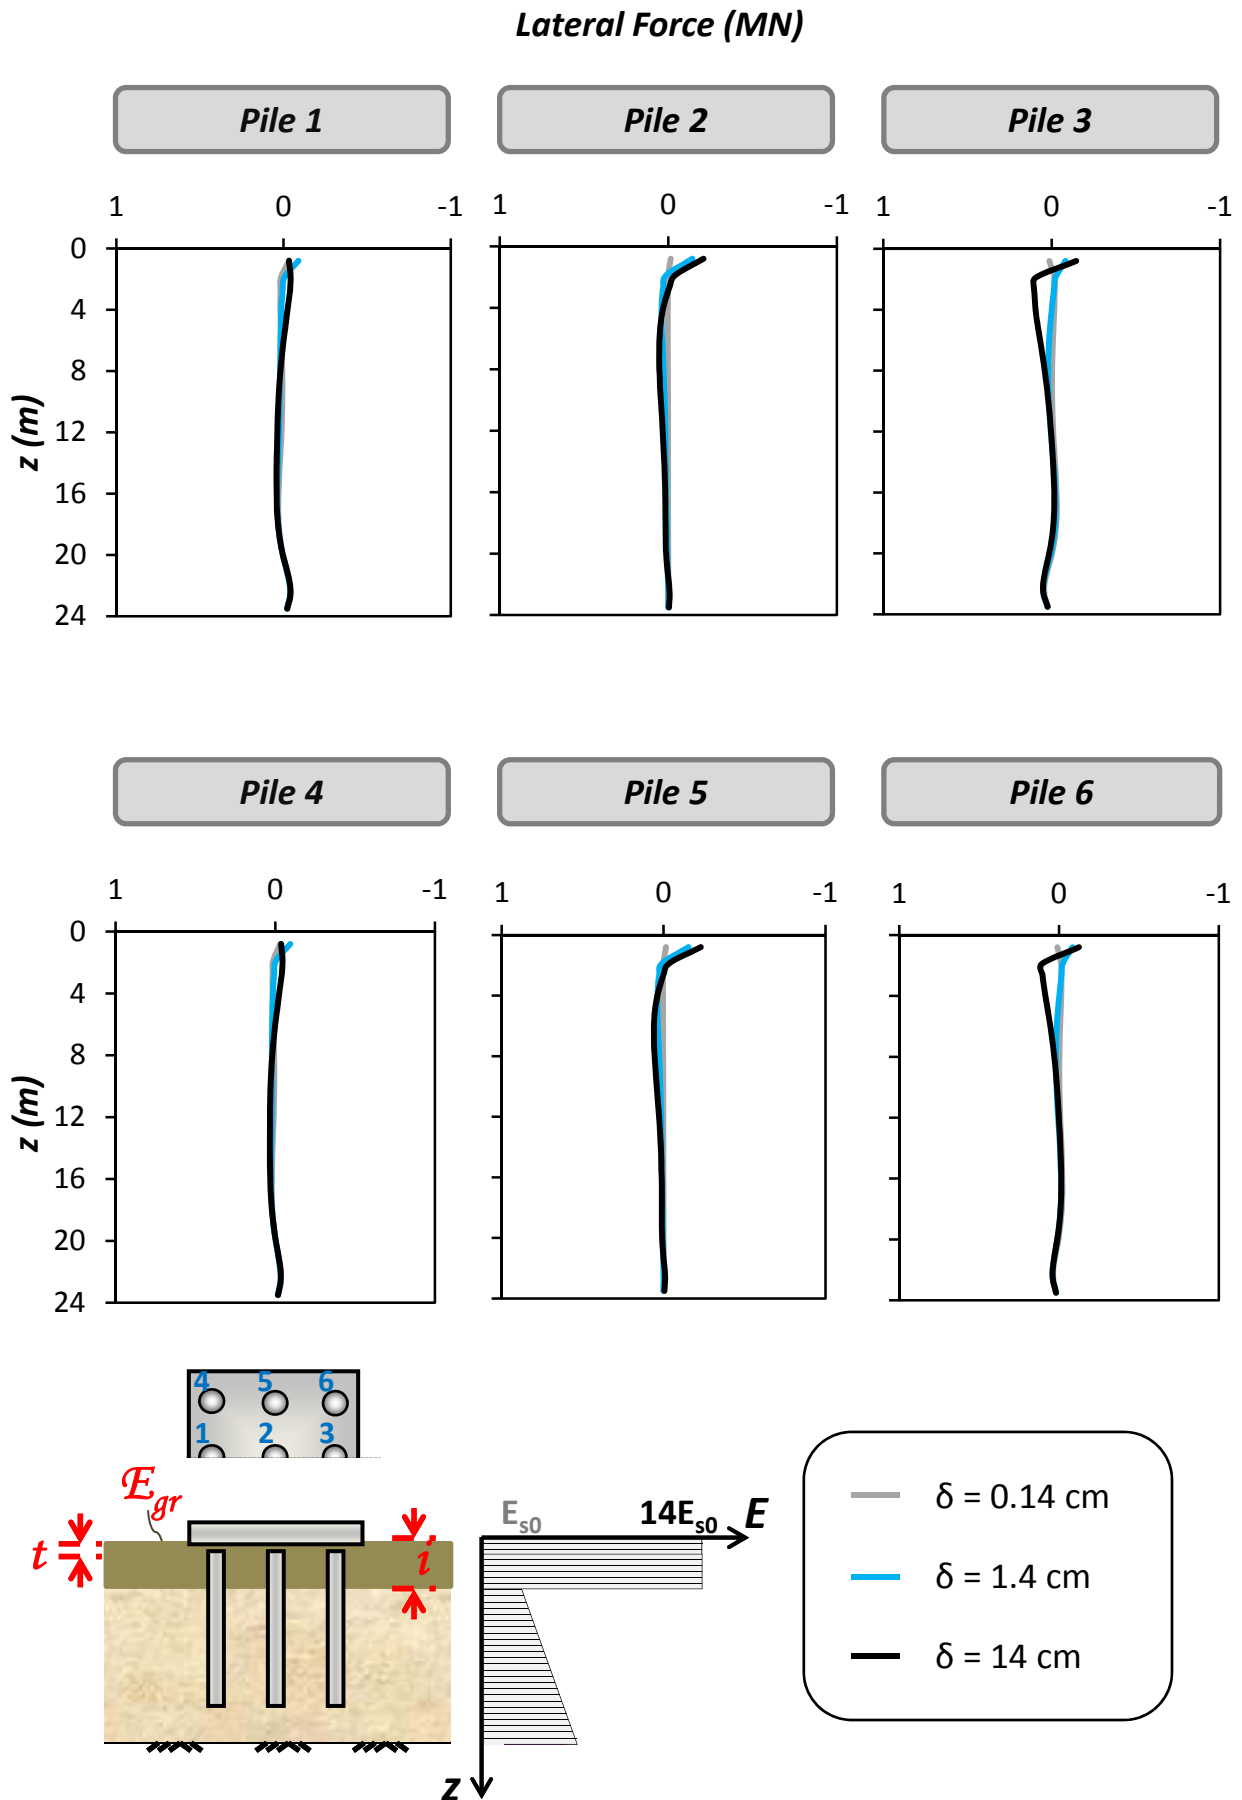 Lateral Force (MN)
Pile 1 Pile 2 Pile 3
1 0 -1 1 0 -1 1 0 -1
0
4
8
12
16
20
24
z (m)
Pile 4 Pile 5 Pile 6
1 0 -1 1 0 -1 1 0 -1
0
4
8
12
16
20
24
z (m)
4 5 6
1 2 3
Egr
t
i
Es0 14Es0 E
z
δ = 0.14 cm
δ = 1.4 cm
δ = 14 cm